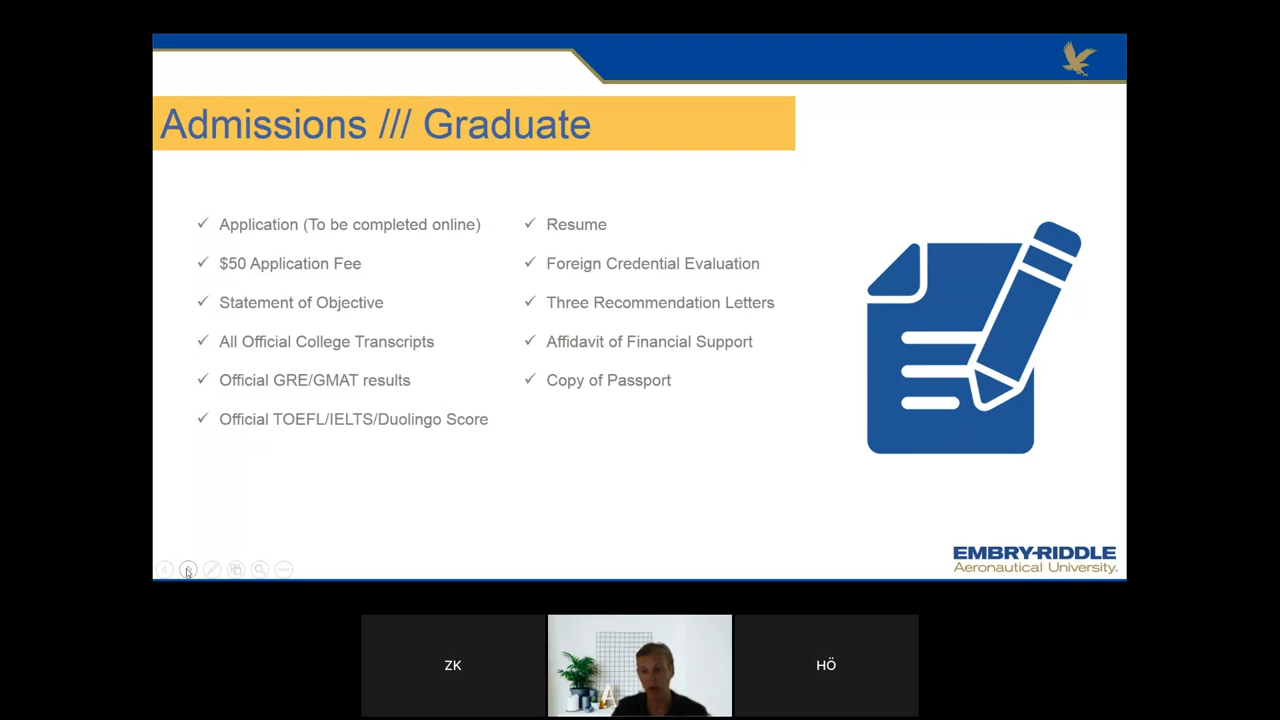 Admissions /// Graduate
Application (To be completed online)
$50 Application Fee
Statement of Objective
All Official College Transcripts
Official GRE/GMAT results
Official TOEFL/IELTS/Duolingo Score
Resume
Foreign Credential Evaluation
Three Recommendation Letters
Affidavit of Financial Support
Copy of Passport
EMBRY-RIDDLE
Aeronautical University.
ZK
A
HÖ